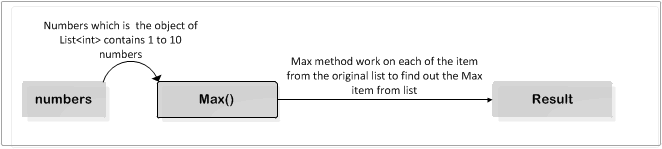 Numbers which is the object of
List<int> contains 1 to 10
numbers
Max method work on each of the item
from the original list to find out the Max
item from list
numbers
Max()
Result